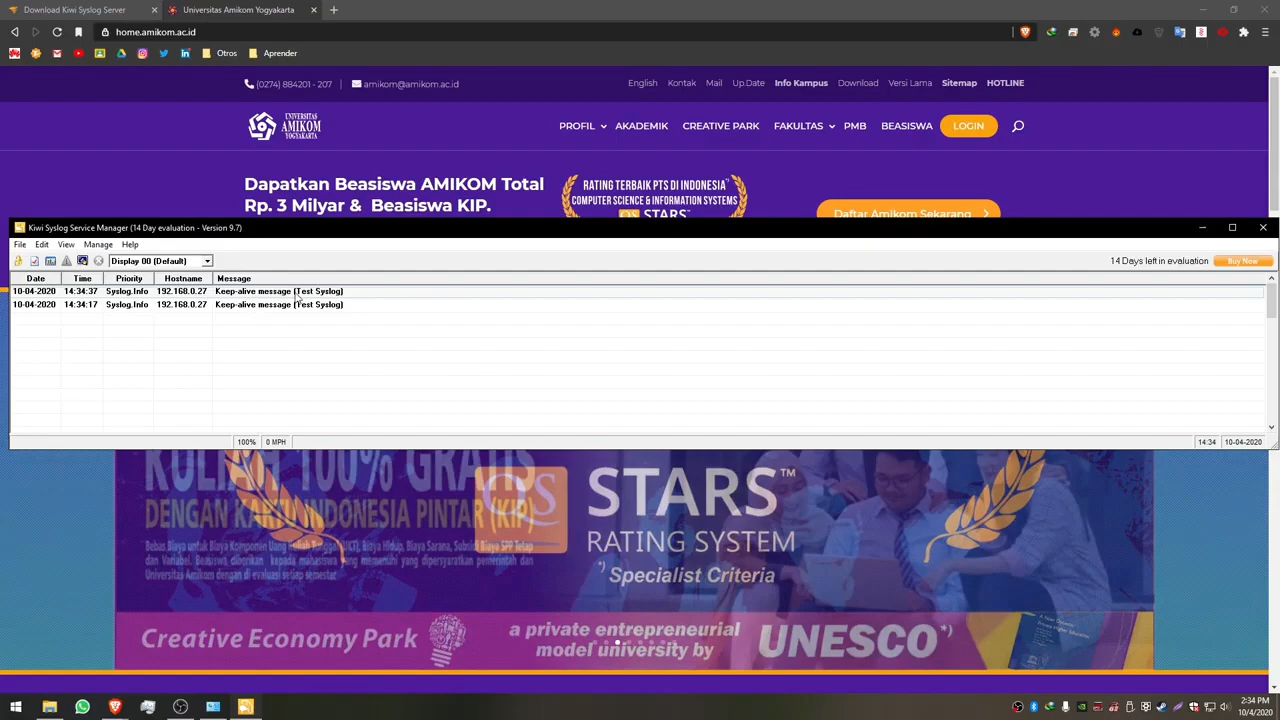 Download Kiwi Syslog Server
Universitas Amikom Yogyakarta
home.amikom.ac.id
Otros
Aprender
(0274) 884201 - 207
amikom@amikom.ac.id
English Kontak Mail Up.Date Info Kampus Download Versi Lama Sitemap HOTLINE
UNIVERSITAS
AMIKOM
YOGYAKARTA
PROFIL AKADEMIK CREATIVE PARK FAKULTAS PMB BEASISWA LOGIN
Dapatkan Beasiswa AMIKOM Total
Rp. 3 Milyar & Beasiswa KIP.
RATING TERBAIK PTS DI INDONESIA
COMPUTER SCIENCE & INFORMATION SYSTEMS
QS STARS
Daftar Amikom Sekarang
Kiwi Syslog Service Manager (14 Day evaluation - Version 9.7)
File Edit View Manage Help
Display 00 (Default)
14 Days left in evaluation
Buy Now
Date Time Priority Hostname Message
10-04-2020 14:34:37 Syslog.Info 192.168.0.27 Keep-alive message (Test Syslog)
10-04-2020 14:34:17 Syslog.Info 192.168.0.27 Keep-alive message (Test Syslog)
100% 0 MPH 14:34 10-04-2020
KULIAH 100% GRATIS
DENGAN KARTU INDONESIA PINTAR (KIP)
QS
STARS™
RATING SYSTEM
*) Specialist Criteria
Creative Economy Park
a private entrepreneurial
model university by
UNESCO*)
2:34 PM
10/4/2020